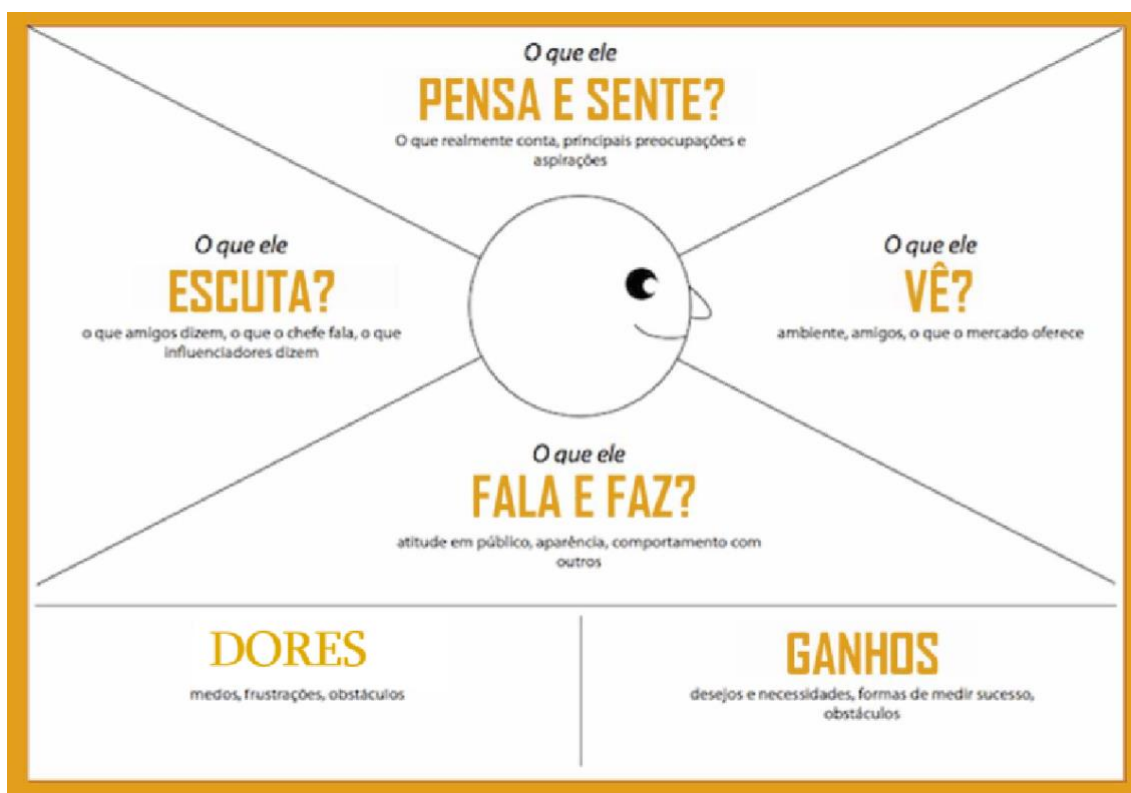 O que ele
PENSA E SENTE?
O que realmente conta, principais preocupações e
aspirações
O que ele
ESCUTA?
o que amigos dizem, o que o chefe fala, o que
influenciadores dizem
O que ele
VÊ?
ambiente, amigos, o que o mercado oferece
O que ele
FALA E FAZ?
atitude em público, aparência, comportamento com
outros
DORES
medos, frustrações, obstáculos
GANHOS
desejos e necessidades, formas de medir sucesso,
obstáculos